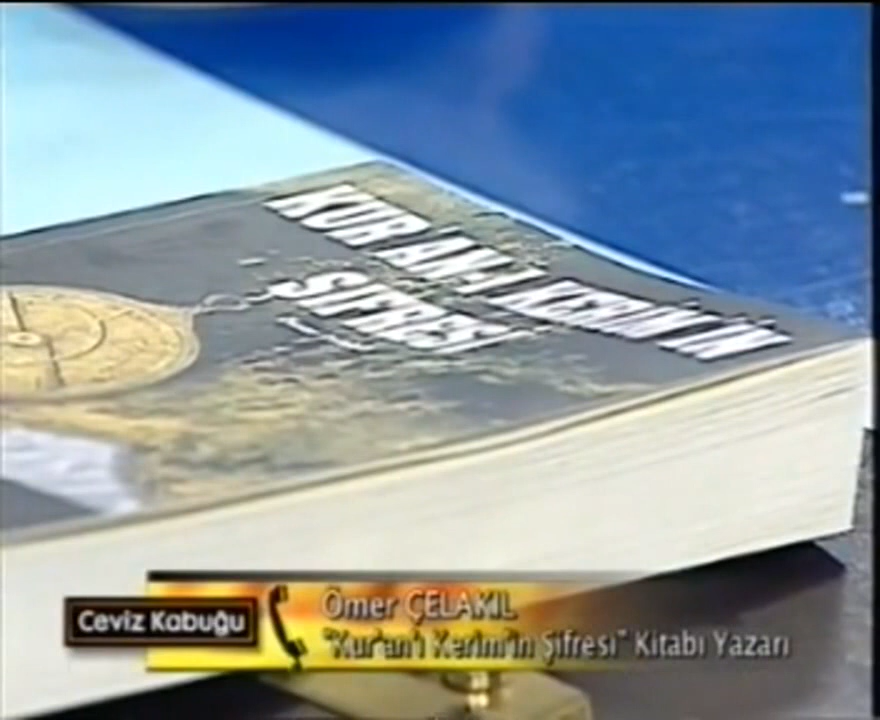 KUR'AN-I KERİM'İN
ŞİFRESİ
Ceviz Kabuğu
Ömer ÇELAKIL
"Kur'an'ı Kerim'in Şifresi" Kitabı Yazarı